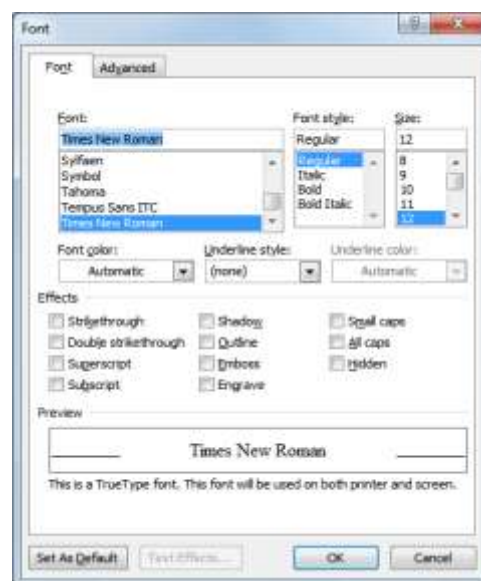 Font
Font Advanced
Font: Font style: Size:
Times New Roman Regular 12
Sylfaen Regular 8
Symbol Italic 9
Tahoma Bold 10
Tempus Sans ITC Bold Italic 11
Times New Roman 12
Font color: Underline style: Underline color:
Automatic (none) Automatic
Effects
Strikethrough Shadow Small caps
Double strikethrough Outline All caps
Superscript Emboss Hidden
Subscript Engrave
Preview
Times New Roman
This is a TrueType font. This font will be used on both printer and screen.
Set As Default Text Effects... OK Cancel